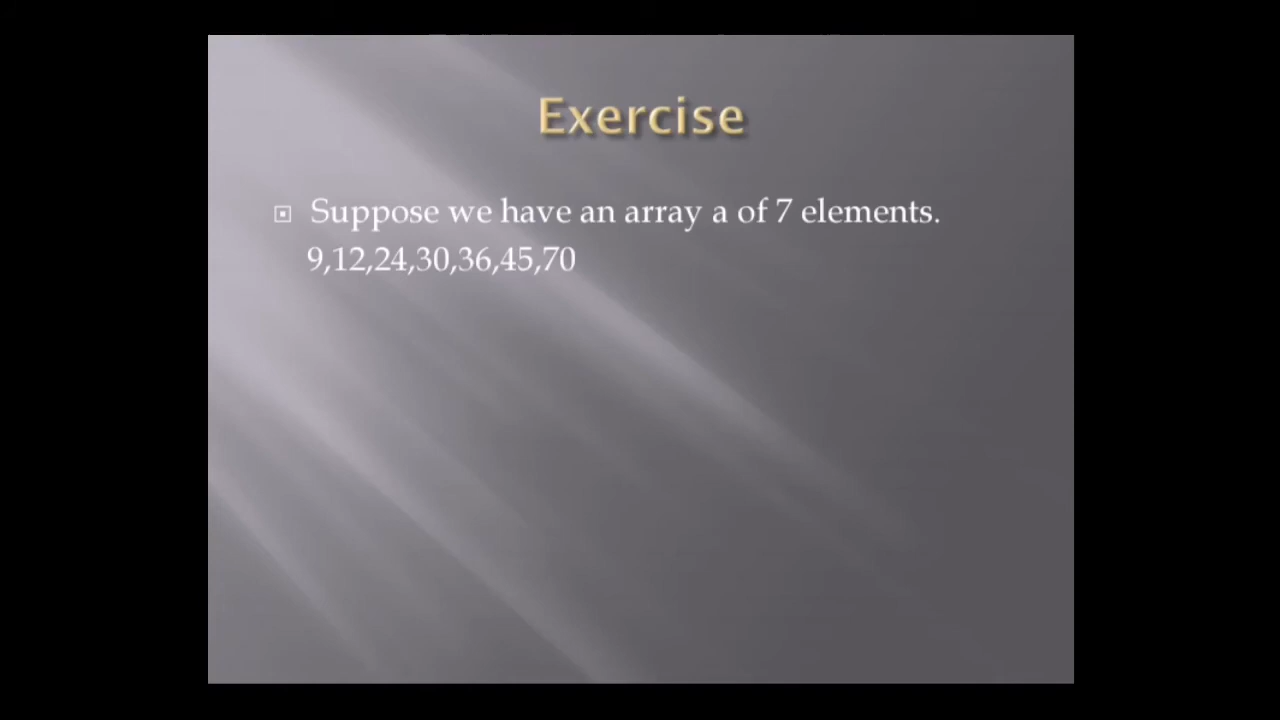 Exercise
Suppose we have an array a of 7 elements.
9,12,24,30,36,45,70